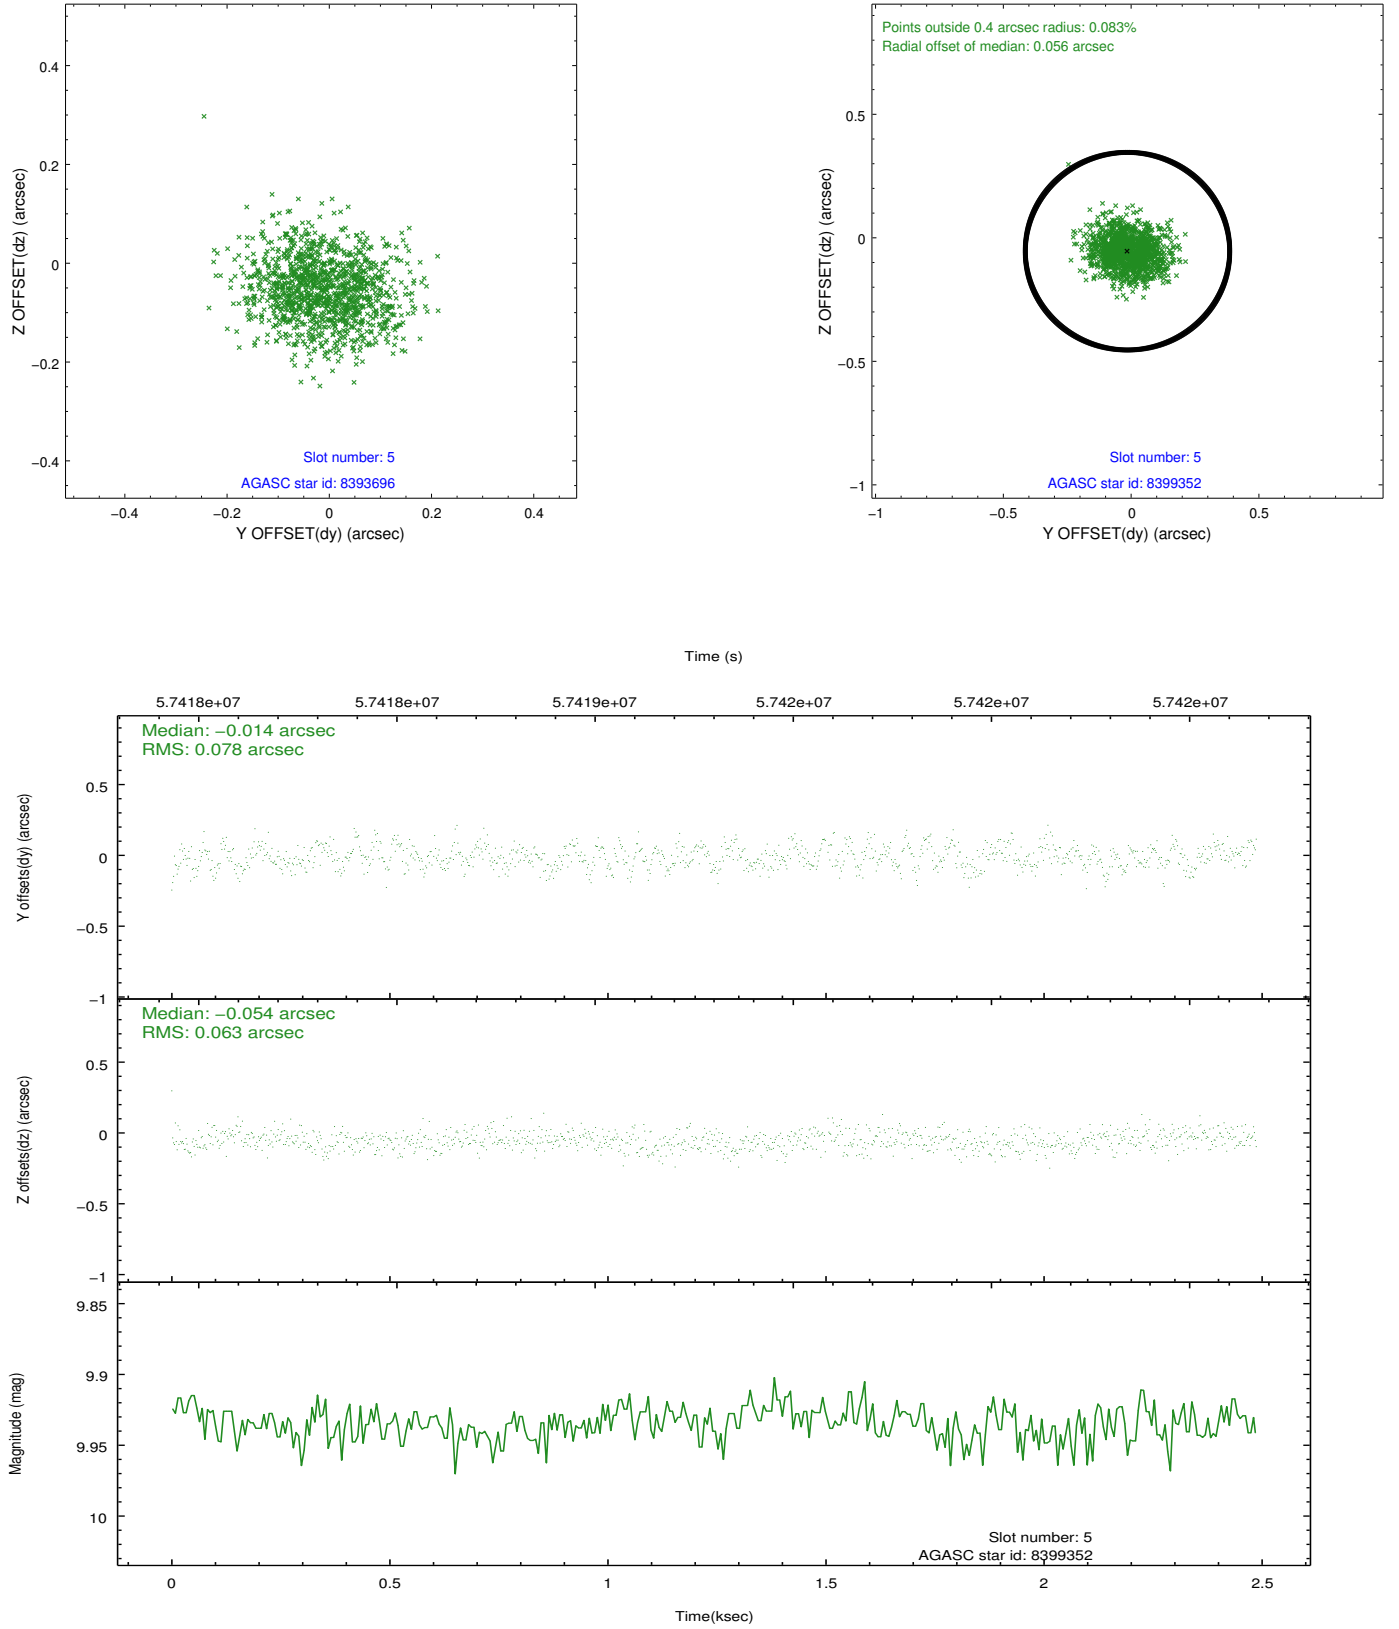 0.4
0.2
0
−0.2
−0.4
Z OFFSET(dz) (arcsec)
Slot number: 5
AGASC star id: 8393696
−0.4 −0.2 0 0.2 0.4
Y OFFSET(dy) (arcsec)
Points outside 0.4 arcsec radius: 0.083%
Radial offset of median: 0.056 arcsec
0.5
0
−0.5
−1
Z OFFSET(dz) (arcsec)
Slot number: 5
AGASC star id: 8399352
−1 −0.5 0 0.5
Y OFFSET(dy) (arcsec)
Time (s)
5.7418e+07 5.7418e+07 5.7419e+07 5.742e+07 5.742e+07 5.742e+07
Median: −0.014 arcsec
RMS: 0.078 arcsec
0.5
0
−0.5
−1
Y offsets(dy) (arcsec)
Median: −0.054 arcsec
RMS: 0.063 arcsec
0.5
0
−0.5
−1
Z offsets(dz) (arcsec)
9.85
9.9
9.95
10
Magnitude (mag)
Slot number: 5
AGASC star id: 8399352
0 0.5 1 1.5 2 2.5
Time(ksec)